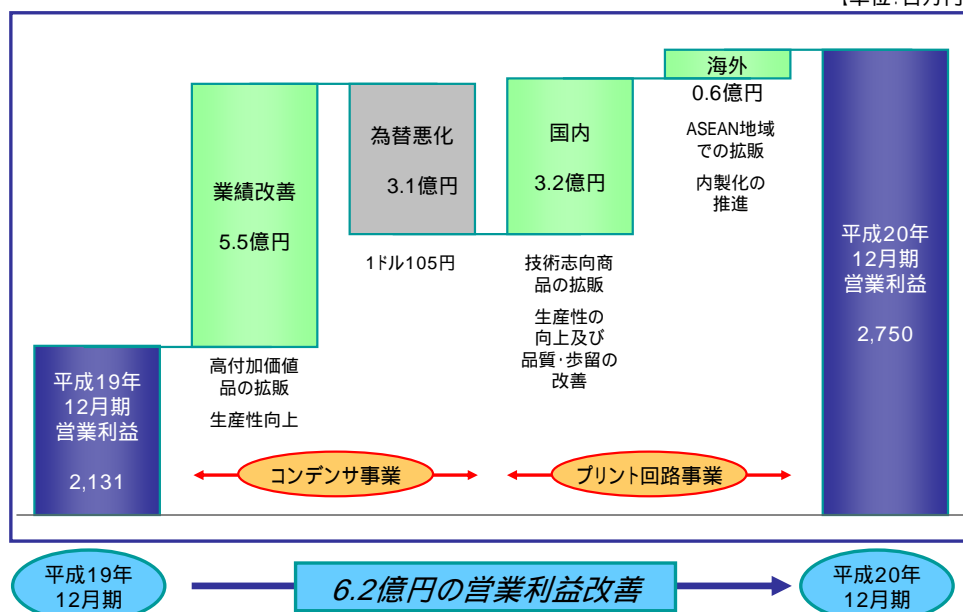 業績改善
5.5億円
為替悪化
3.1億円
国内
3.2億円
海外
0.6億円
ASEAN地域
での拡販
内製化の
推進
1ドル105円
技術志向商
品の拡販
生産性の
向上及び
品質・歩留の
改善
高付加価値
品の拡販
生産性向上
平成19年
12月期
営業利益
2,131
平成20年
12月期
営業利益
2,750
コンデンサ事業
プリント回路事業
平成19年
12月期
6.2億円の営業利益改善
平成20年
12月期